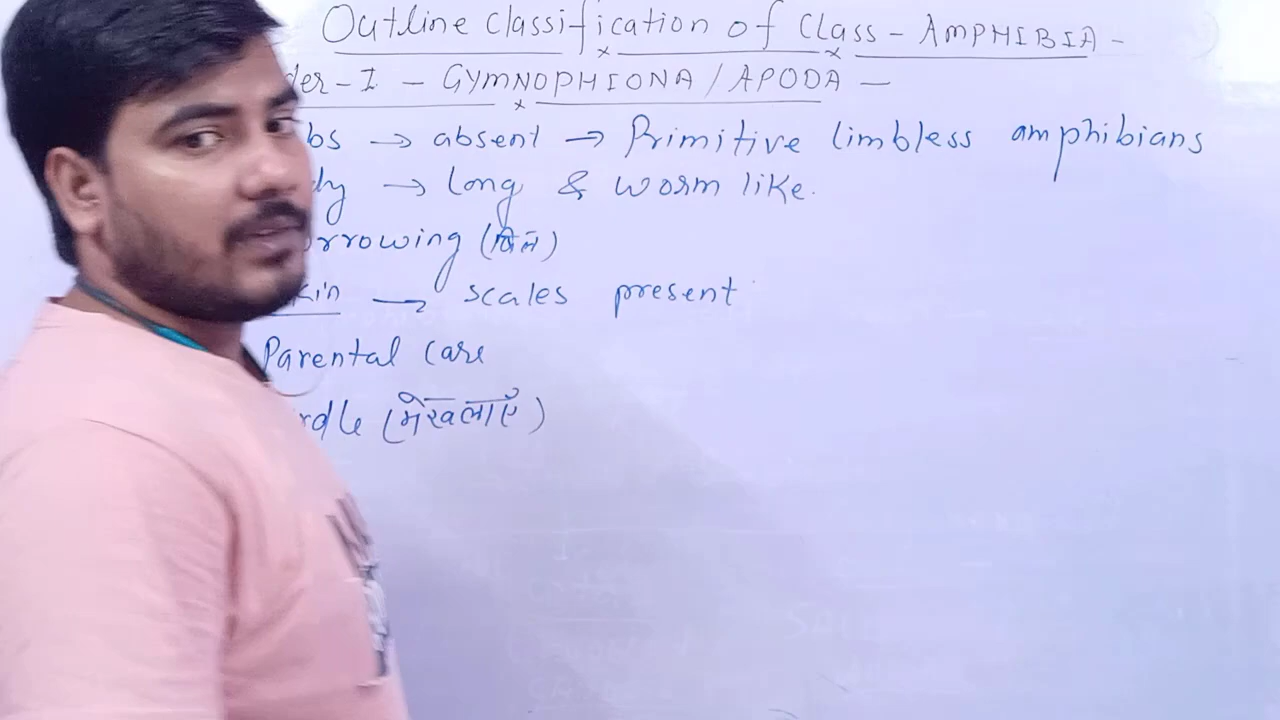 Outline Classification of Class - AMPHIBIA -
der - I - GYMNOPHIONA / APODA -
bs → absent → Primitive limbless amphibians
dy → Long & worm like.
rrowing (बिल)
kin → scales present
Parental Care
rdle (मेखलाएँ)